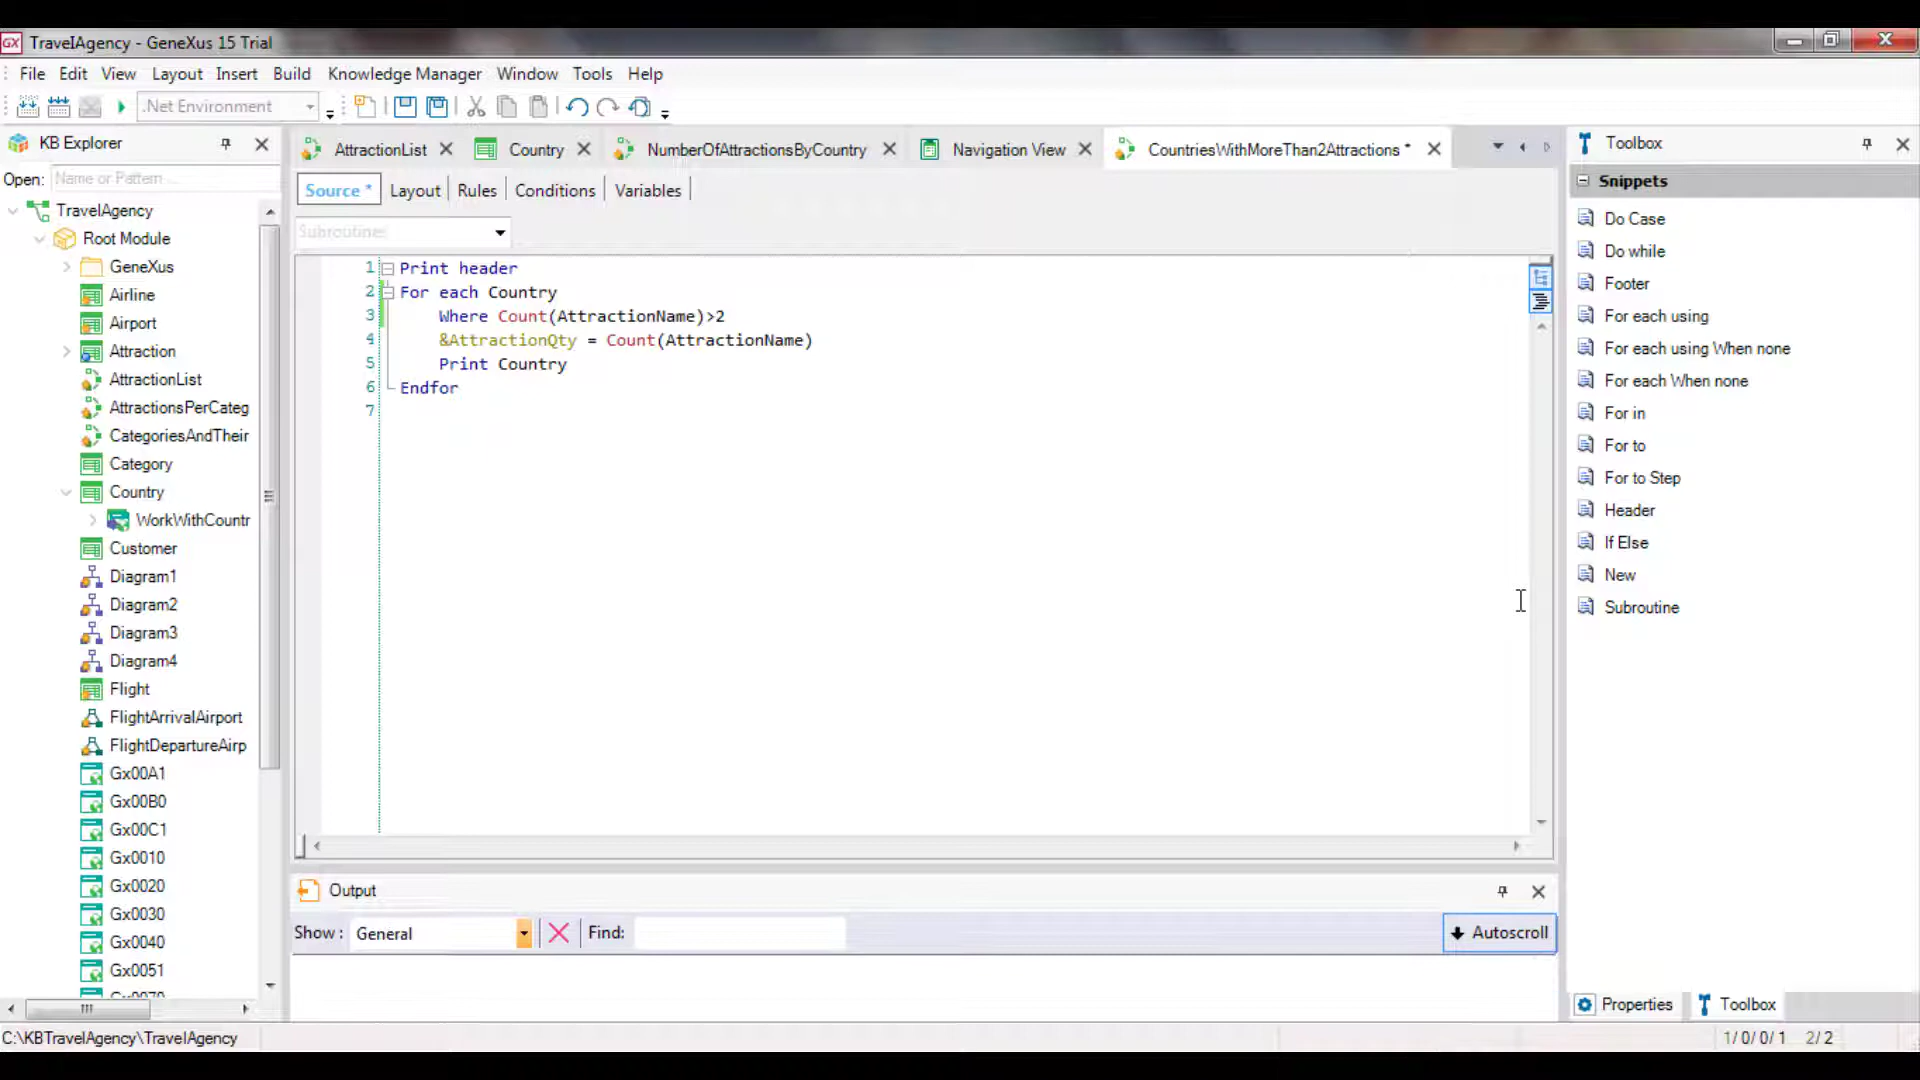 TravelAgency - GeneXus 15 Trial
File Edit View Layout Insert Build Knowledge Manager Window Tools Help
.Net Environment
KB Explorer
Open: Name or Pattern ...
TravelAgency
Root Module
GeneXus
Airline
Airport
Attraction
AttractionList
AttractionsPerCateg
CategoriesAndTheir
Category
Country
WorkWithCountr
Customer
Diagram1
Diagram2
Diagram3
Diagram4
Flight
FlightArrivalAirport
FlightDepartureAirp
Gx00A1
Gx00B0
Gx00C1
Gx0010
Gx0020
Gx0030
Gx0040
Gx0051
AttractionList Country NumberOfAttractionsByCountry Navigation View CountriesWithMoreThan2Attractions *
Source * Layout Rules Conditions Variables
Subroutines
1 Print header
2 For each Country
3 Where Count(AttractionName)>2
4 &AttractionQty = Count(AttractionName)
5 Print Country
6 Endfor
7
Output
Show : General Find: Autoscroll
Toolbox
Snippets
Do Case
Do while
Footer
For each using
For each using When none
For each When none
For in
For to
For to Step
Header
If Else
New
Subroutine
Properties Toolbox
C:\KBTravelAgency\TravelAgency 1/0/0/1 2/2